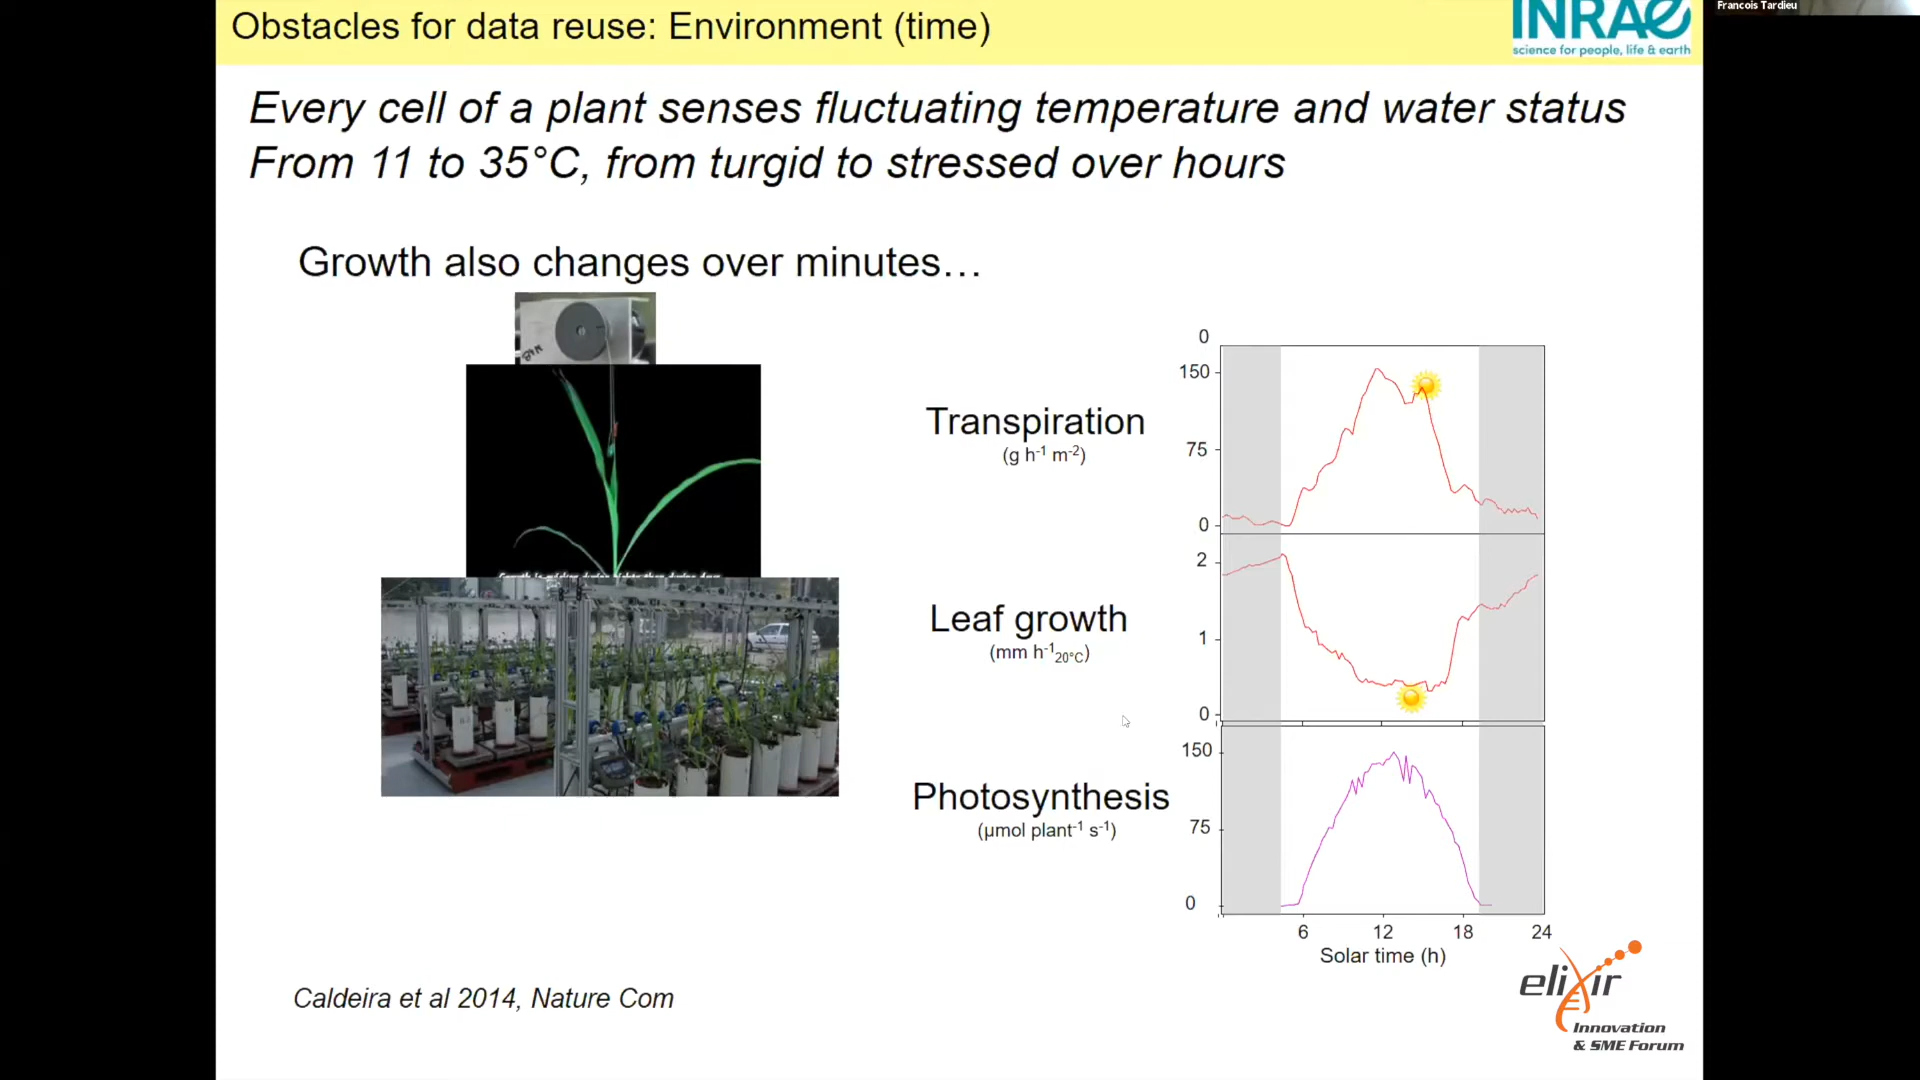 Obstacles for data reuse: Environment (time)
INRAE
science for people, life & earth
Francois Tardieu
Every cell of a plant senses fluctuating temperature and water status
From 11 to 35°C, from turgid to stressed over hours
Growth also changes over minutes…
Transpiration
(g h⁻¹ m⁻²)
0
150
75
0
Leaf growth
(mm h⁻¹₂₀°C)
2
1
0
Photosynthesis
(µmol plant⁻¹ s⁻¹)
150
75
0
6 12 18 24
Solar time (h)
Caldeira et al 2014, Nature Com
elixir
Innovation
& SME Forum